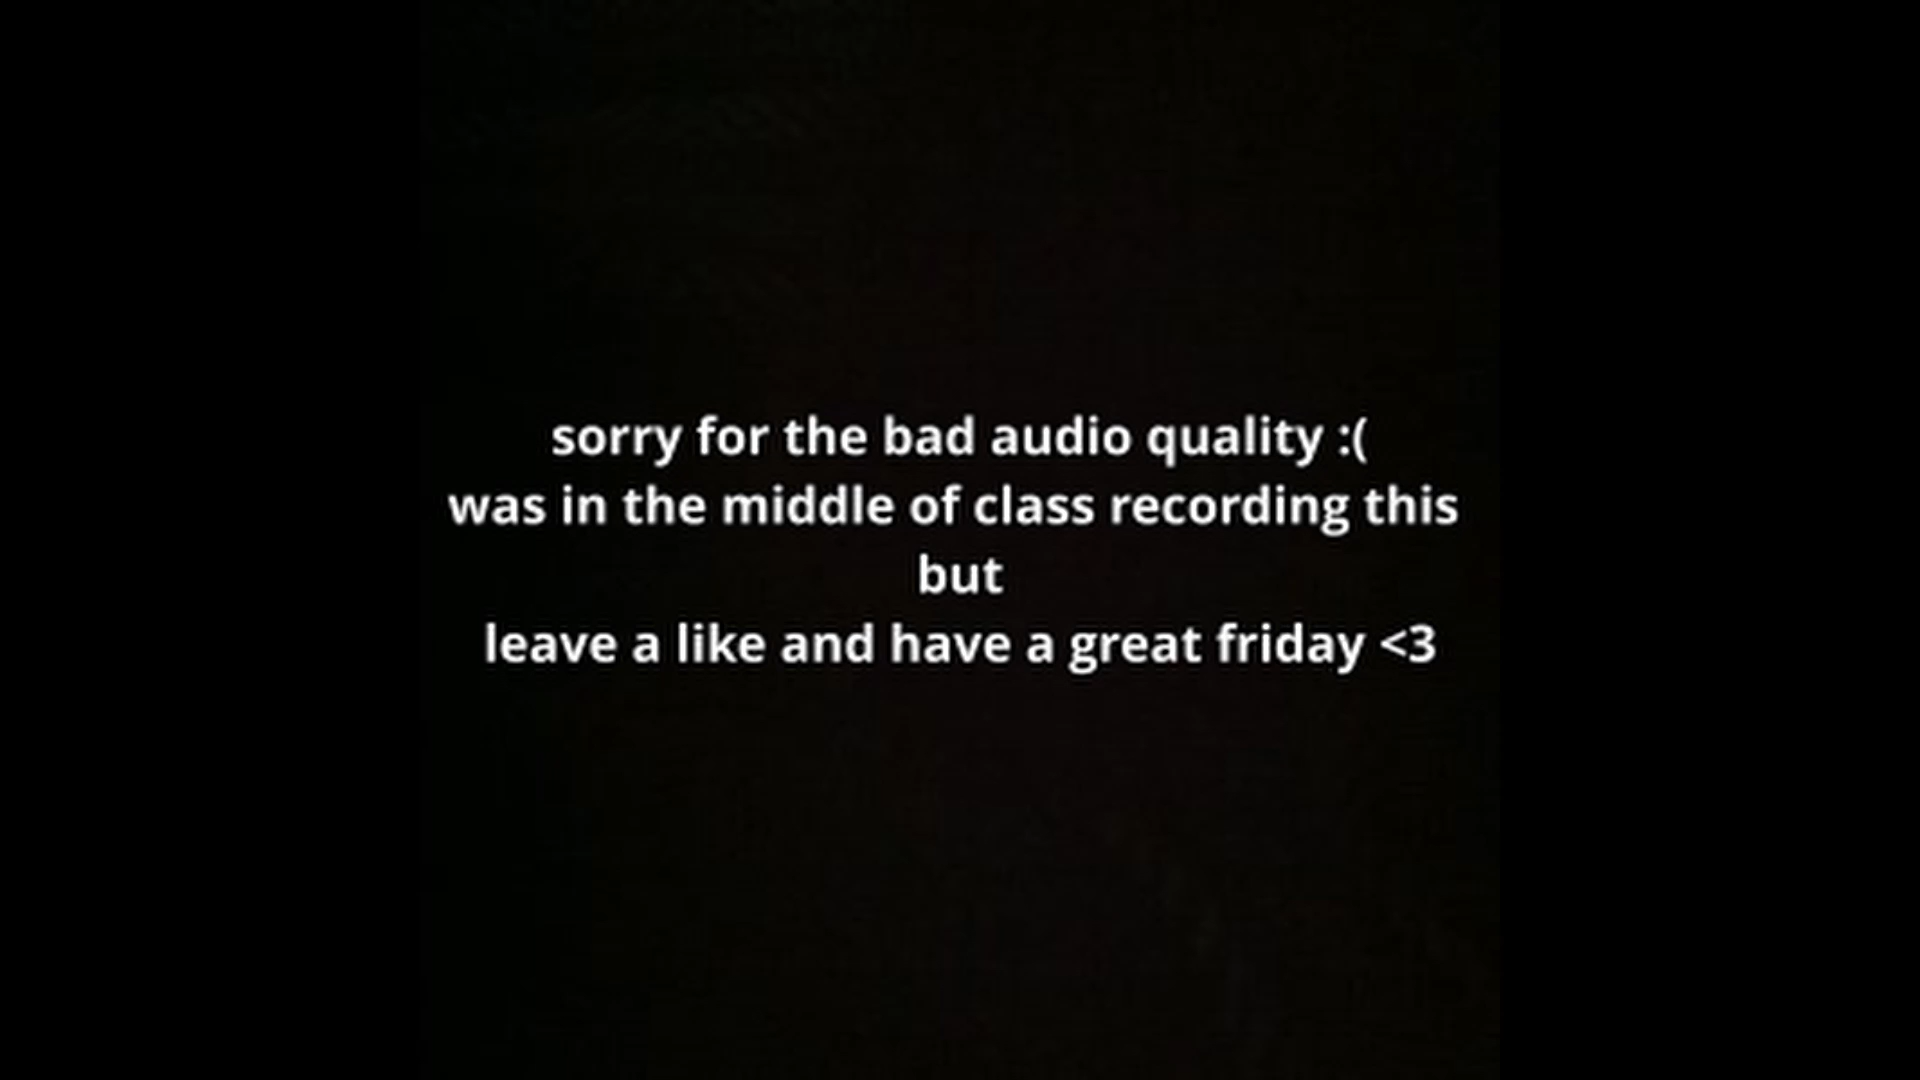 sorry for the bad audio quality :(
was in the middle of class recording this
but
leave a like and have a great friday <3